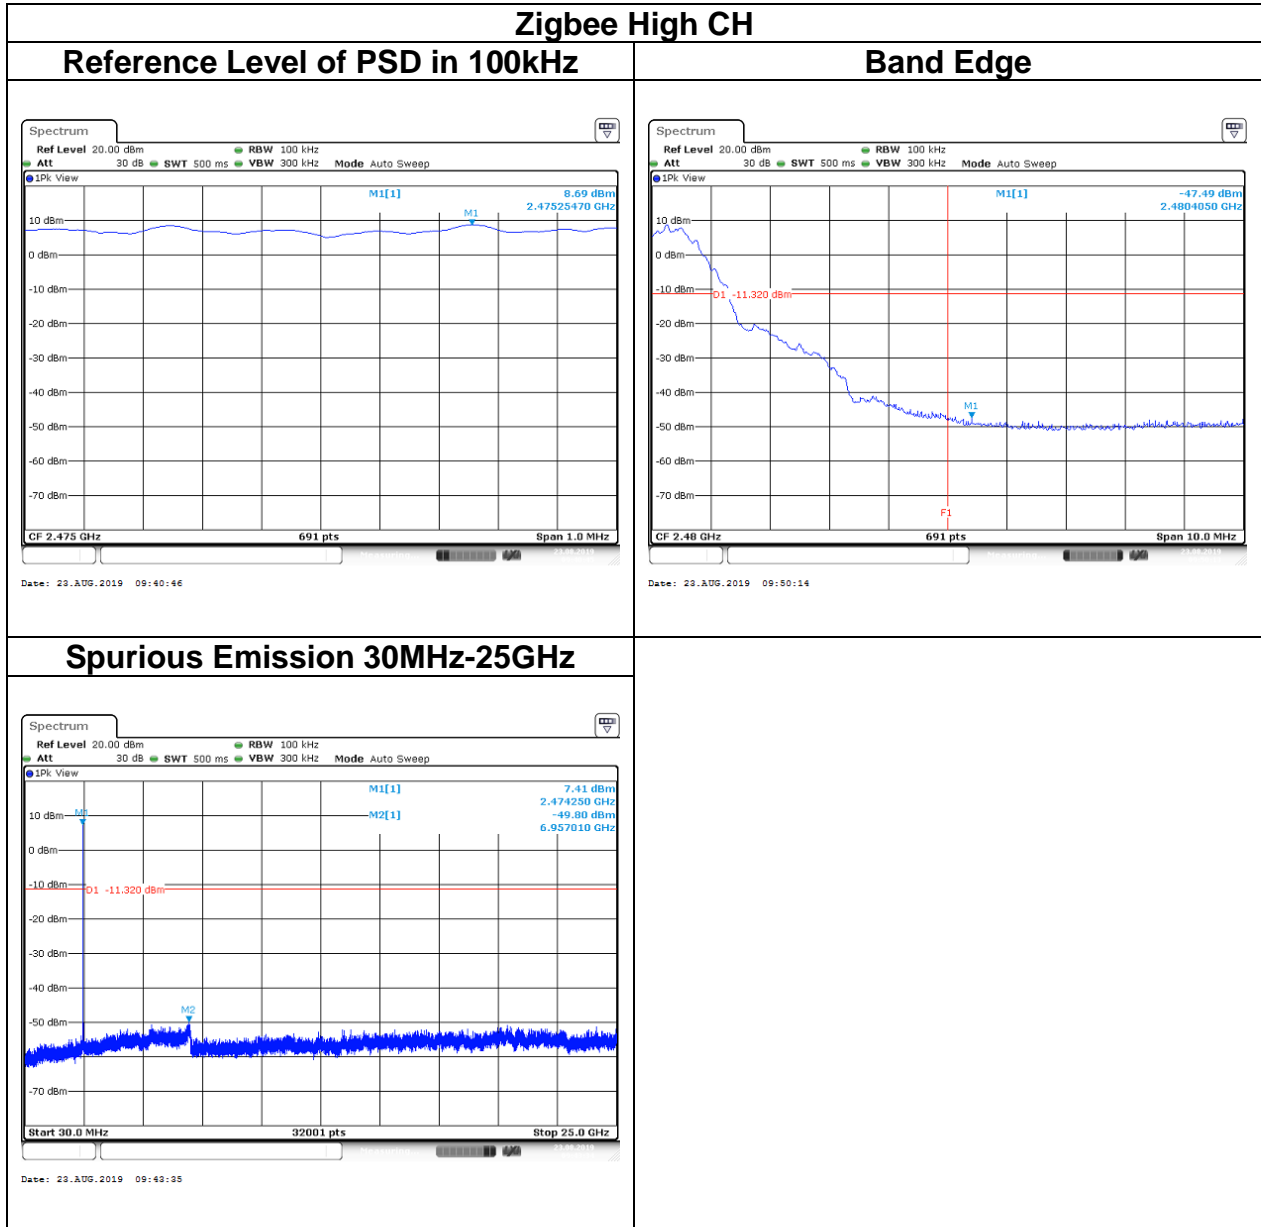 Zigbee High CH
Reference Level of PSD in 100kHz
Band Edge
Spectrum
Ref Level 20.00 dBm RBW 100 kHz
Att 30 dB SWT 500 ms VBW 300 kHz Mode Auto Sweep
1Pk View
M1[1] 8.69 dBm
2.47525470 GHz
M1
10 dBm
0 dBm
-10 dBm
-20 dBm
-30 dBm
-40 dBm
-50 dBm
-60 dBm
-70 dBm
CF 2.475 GHz 691 pts Span 1.0 MHz
Date: 23.AUG.2019 09:40:46
Spectrum
Ref Level 20.00 dBm RBW 100 kHz
Att 30 dB SWT 500 ms VBW 300 kHz Mode Auto Sweep
1Pk View
M1[1] -47.49 dBm
2.4804050 GHz
10 dBm
0 dBm
-10 dBm
D1 -11.320 dBm
-20 dBm
-30 dBm
-40 dBm
M1
-50 dBm
-60 dBm
-70 dBm
F1
CF 2.48 GHz 691 pts Span 10.0 MHz
Date: 23.AUG.2019 09:50:14
Spurious Emission 30MHz-25GHz
Spectrum
Ref Level 20.00 dBm RBW 100 kHz
Att 30 dB SWT 500 ms VBW 300 kHz Mode Auto Sweep
1Pk View
M1[1] 7.41 dBm
2.474250 GHz
M2[1] -49.80 dBm
6.957010 GHz
10 dBm M1
0 dBm
-10 dBm
D1 -11.320 dBm
-20 dBm
-30 dBm
-40 dBm
M2
-50 dBm
-70 dBm
Start 30.0 MHz 32001 pts Stop 25.0 GHz
Date: 23.AUG.2019 09:43:35